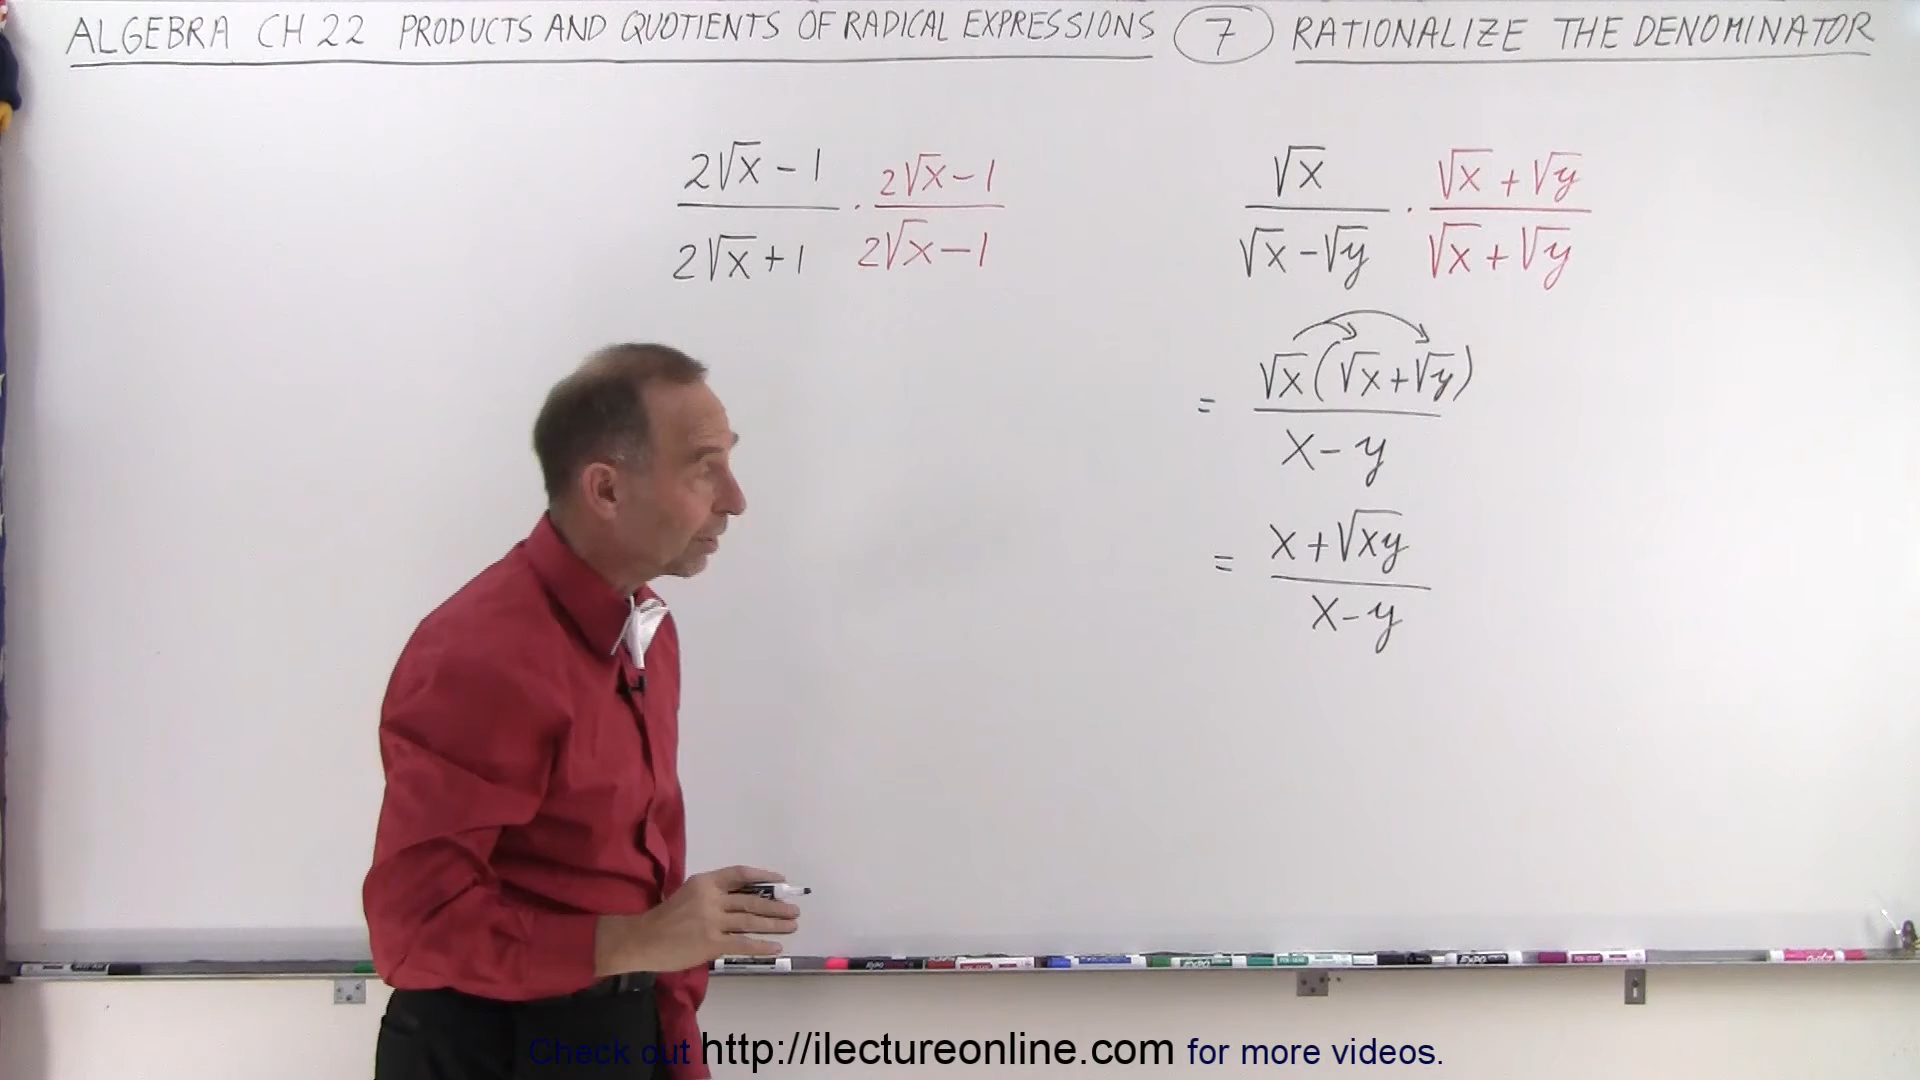 ALGEBRA CH 22 PRODUCTS AND QUOTIENTS OF RADICAL EXPRESSIONS 7 RATIONALIZE THE DENOMINATOR
2√x - 1 / 2√x + 1 · 2√x - 1 / 2√x - 1
√x / √x - √y · √x + √y / √x + √y
= √x(√x + √y) / x - y
= x + √xy / x - y
Check out http://ilectureonline.com for more videos.